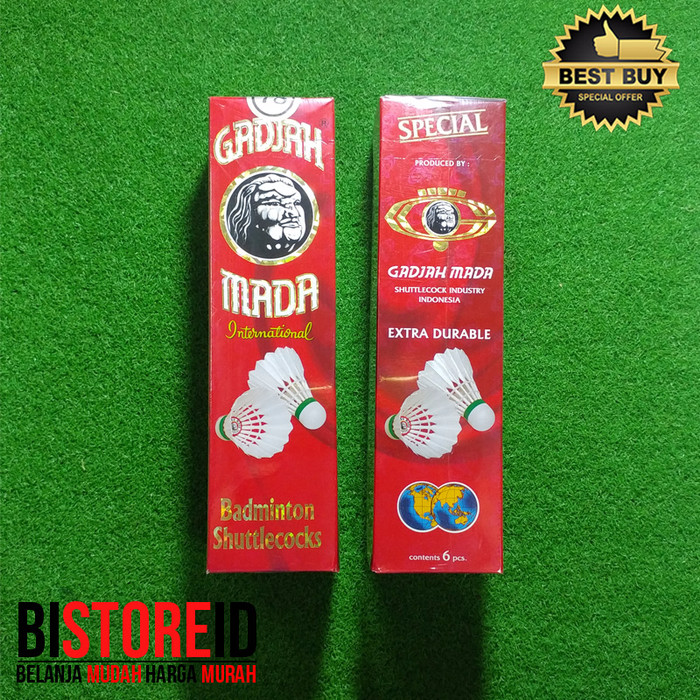 BEST BUY
SPECIAL OFFER
GADJAH
MADA
International
Badminton
Shuttlecocks
SPECIAL
PRODUCED BY :
GADJAH MADA
SHUTTLECOCK INDUSTRY
INDONESIA
EXTRA DURABLE
contents 6 pcs.
BISTOREID
BELANJA MUDAH HARGA MURAH